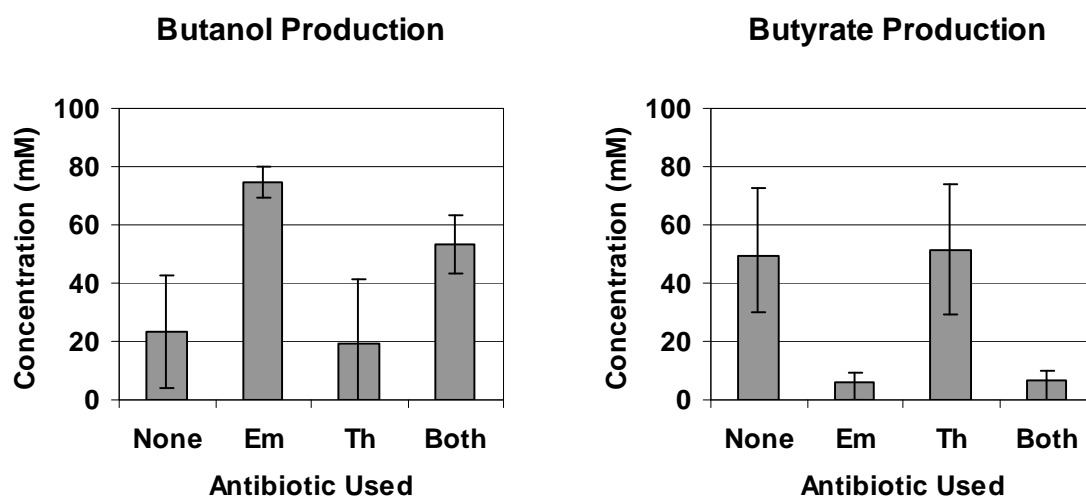 Butanol Production
Concentration (mM)
100
80
60
40
20
0
None Em Th Both
Antibiotic Used
Butyrate Production
Concentration (mM)
100
80
60
40
20
0
None Em Th Both
Antibiotic Used